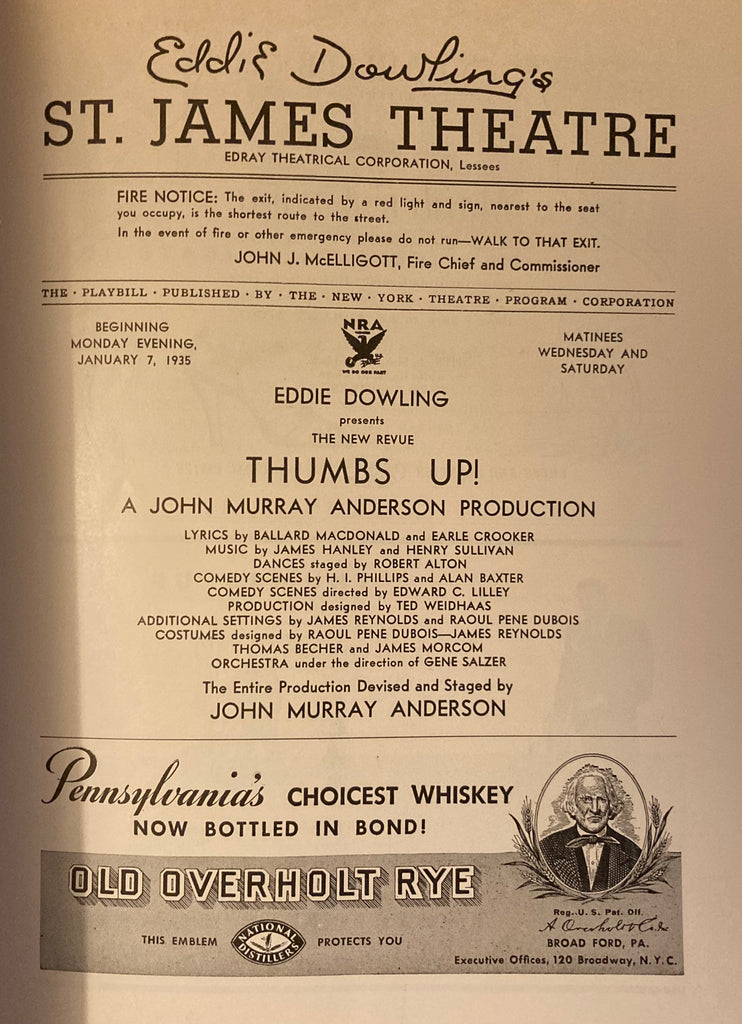 Eddie Dowling's
ST. JAMES THEATRE
EDRAY THEATRICAL CORPORATION, Lessees
FIRE NOTICE: The exit, indicated by a red light and sign, nearest to the seat
you occupy, is the shortest route to the street.
In the event of fire or other emergency please do not run—WALK TO THAT EXIT.
JOHN J. McELLIGOTT, Fire Chief and Commissioner
THE · PLAYBILL · PUBLISHED · BY · THE · NEW · YORK · THEATRE · PROGRAM · CORPORATION
BEGINNING
MONDAY EVENING,
JANUARY 7, 1935
NRA
WE DO OUR PART
MATINEES
WEDNESDAY AND
SATURDAY
EDDIE DOWLING
presents
THE NEW REVUE
THUMBS UP!
A JOHN MURRAY ANDERSON PRODUCTION
LYRICS by BALLARD MACDONALD and EARLE CROOKER
MUSIC by JAMES HANLEY and HENRY SULLIVAN
DANCES staged by ROBERT ALTON
COMEDY SCENES by H. I. PHILLIPS and ALAN BAXTER
COMEDY SCENES directed by EDWARD C. LILLEY
PRODUCTION designed by TED WEIDHAAS
ADDITIONAL SETTINGS by JAMES REYNOLDS and RAOUL PENE DUBOIS
COSTUMES designed by RAOUL PENE DUBOIS—JAMES REYNOLDS
THOMAS BECHER and JAMES MORCOM
ORCHESTRA under the direction of GENE SALZER
The Entire Production Devised and Staged by
JOHN MURRAY ANDERSON
Pennsylvania's CHOICEST WHISKEY
NOW BOTTLED IN BOND!
OLD OVERHOLT RYE
THIS EMBLEM NATIONAL DISTILLERS PROTECTS YOU
Reg. U. S. Pat. Off.
A Overholt & Co.
BROAD FORD, PA.
Executive Offices, 120 Broadway, N.Y.C.